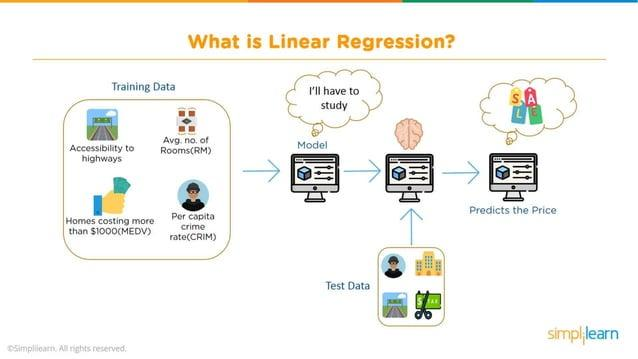 What is Linear Regression?
Training Data
Accessibility to
highways
Avg. no. of
Rooms(RM)
Homes costing more
than $1000(MEDV)
Per capita
crime
rate(CRIM)
I'll have to
study
Model
SALE
Predicts the Price
Test Data
TAX
simplilearn
©Simplilearn. All rights reserved.